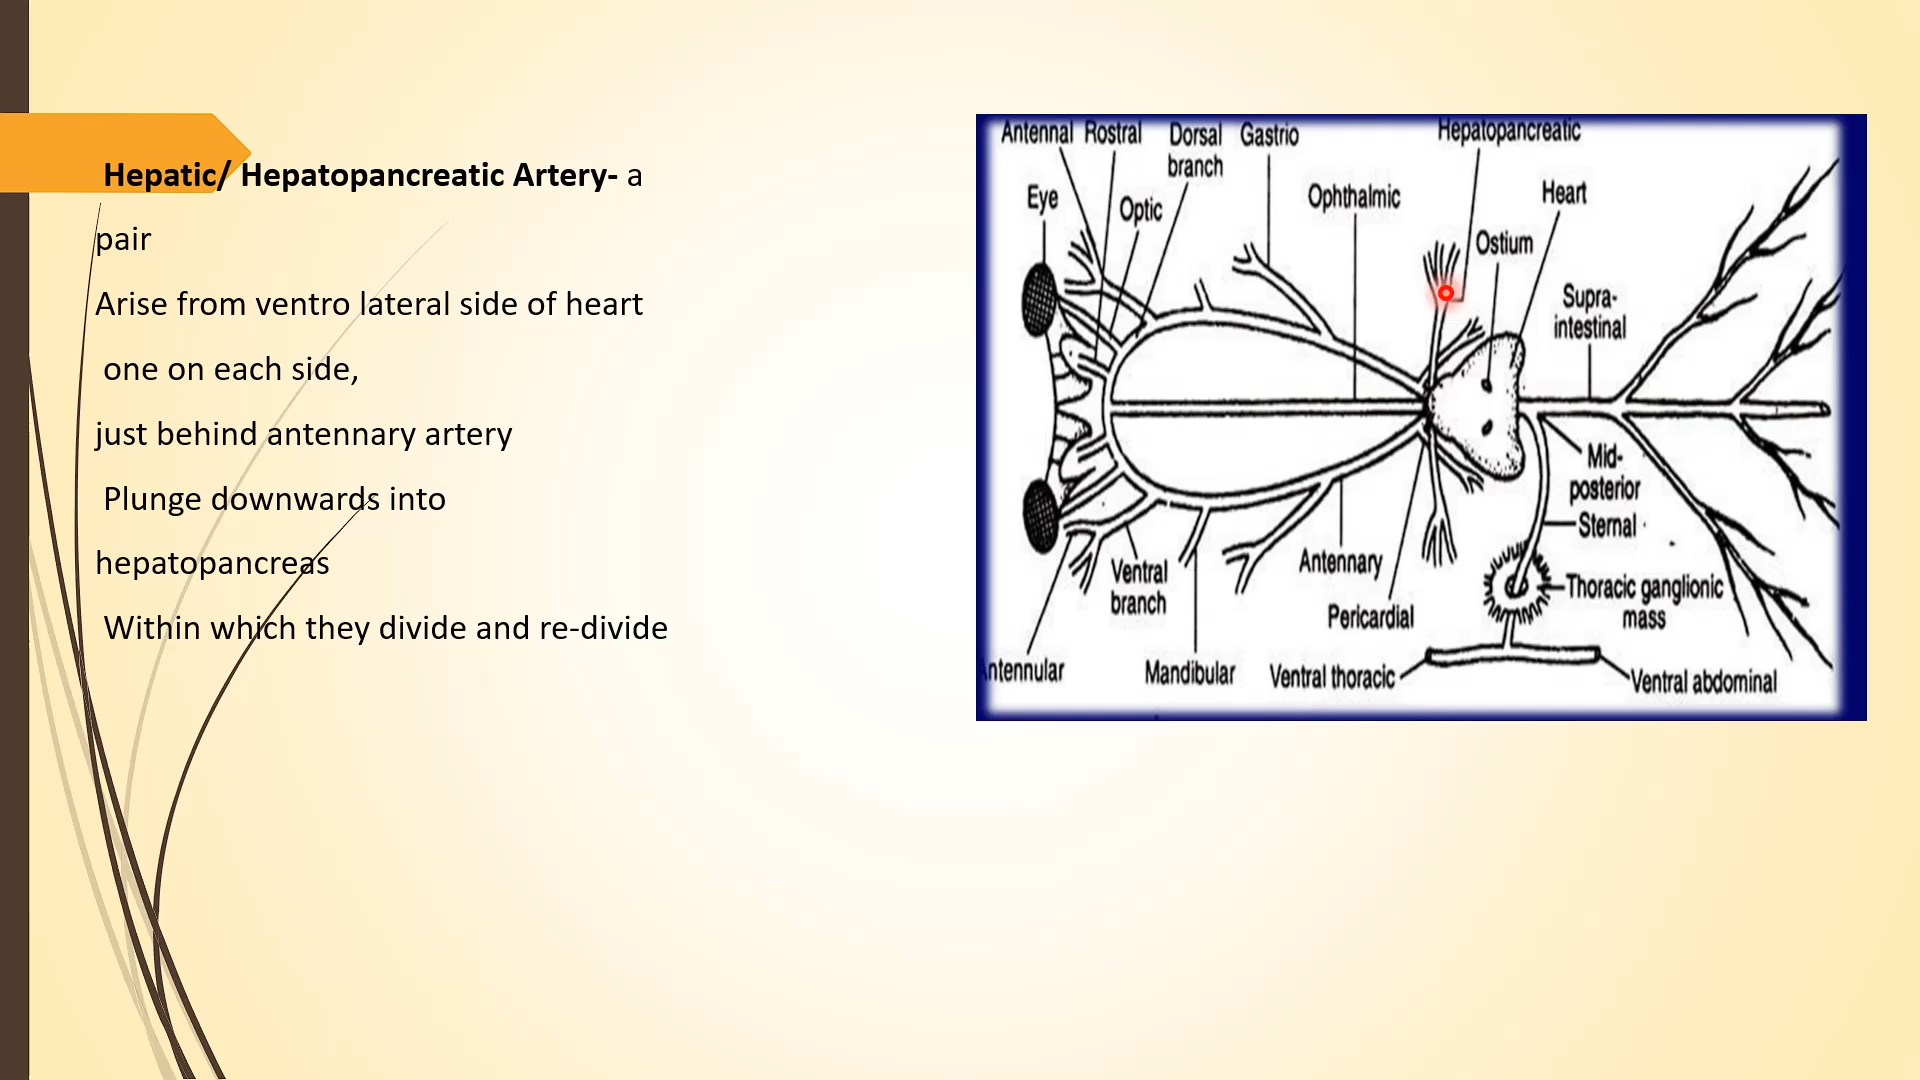 Hepatic/ Hepatopancreatic Artery- a
pair
Arise from ventro lateral side of heart
one on each side,
just behind antennary artery
Plunge downwards into
hepatopancreas
Within which they divide and re-divide
Antennal
Rostral
Dorsal
branch
Gastrio
Hepatopancreatic
Eye
Optic
Ophthalmic
Heart
Ostium
Supra-
intestinal
Mid-
posterior
Sternal
Ventral
branch
Antennary
Pericardial
Thoracic ganglionic
mass
ntennular
Mandibular
Ventral thoracic
Ventral abdominal